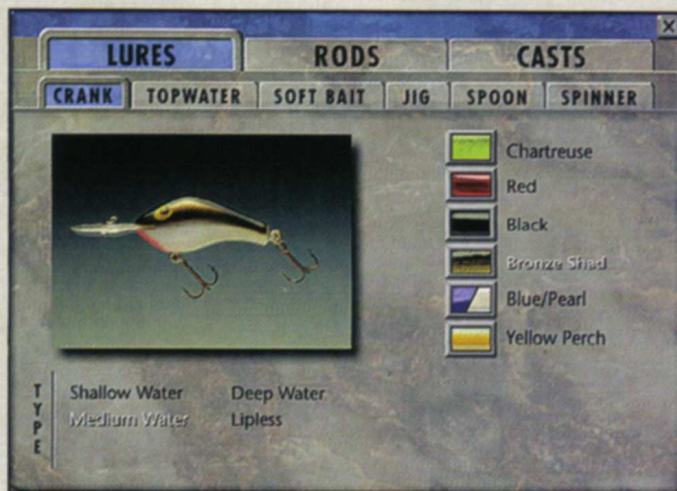 X
LURES RODS CASTS
CRANK TOPWATER SOFT BAIT JIG SPOON SPINNER
Chartreuse
Red
Black
Bronze Shad
Blue/Pearl
Yellow Perch
TYPE
Shallow Water Deep Water
Medium Water Lipless